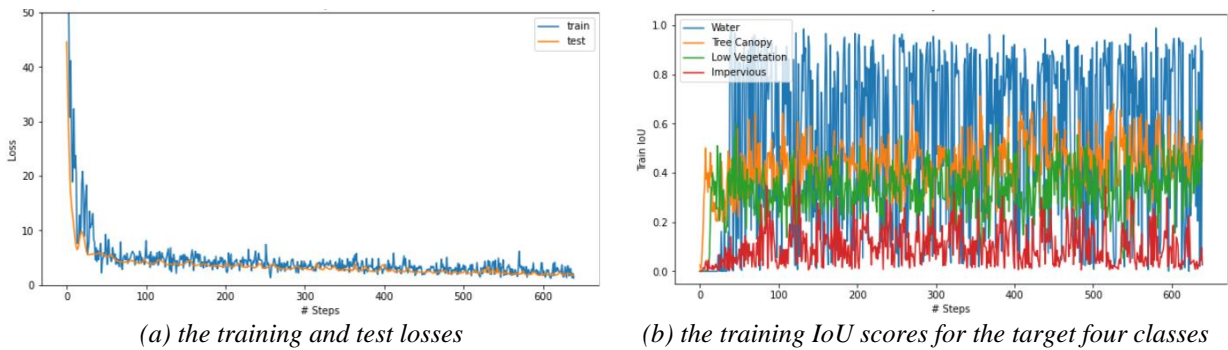 50
40
30
20
10
0
Loss
train
test
0 100 200 300 400 500 600
# Steps
(a) the training and test losses
1.0
0.8
0.6
0.4
0.2
0.0
Train IoU
Water
Tree Canopy
Low Vegetation
Impervious
0 100 200 300 400 500 600
# Steps
(b) the training IoU scores for the target four classes